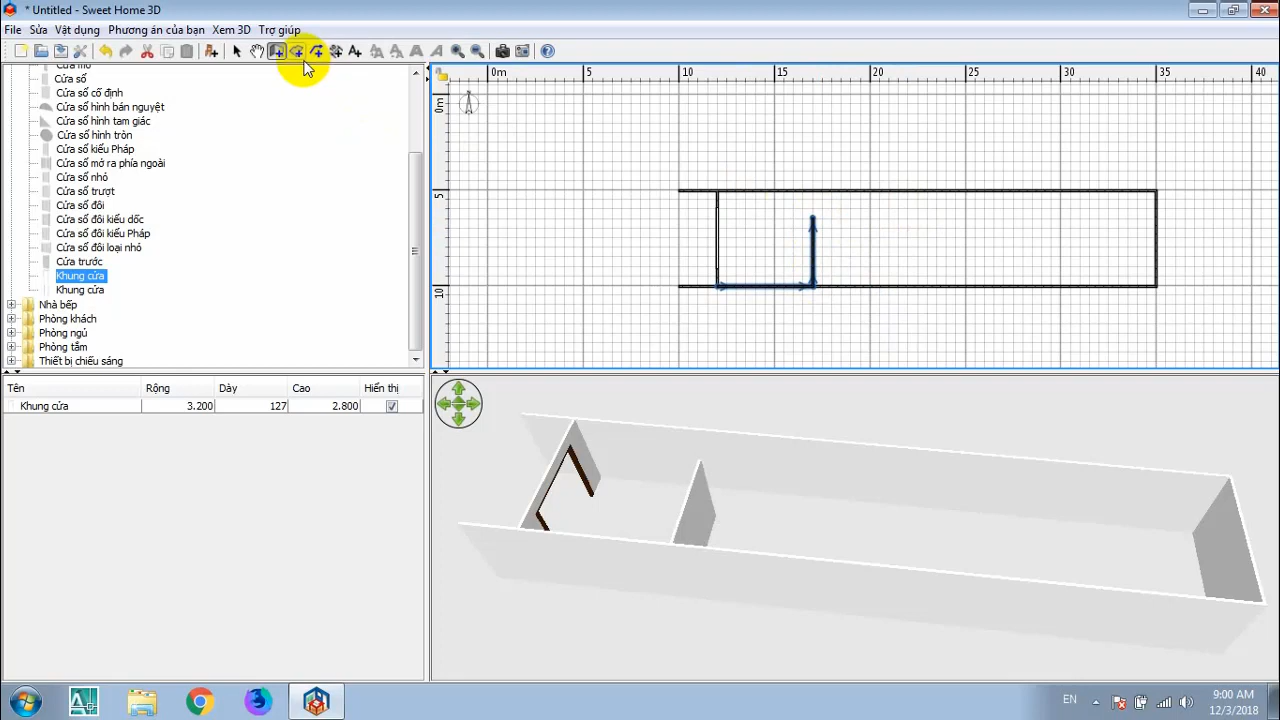 * Untitled - Sweet Home 3D
File Sửa Vật dụng Phương án của bạn Xem 3D Trợ giúp
Cửa sổ
Cửa sổ cố định
Cửa sổ hình bán nguyệt
Cửa sổ hình tam giác
Cửa sổ hình tròn
Cửa sổ kiểu Pháp
Cửa sổ mở ra phía ngoài
Cửa sổ nhỏ
Cửa sổ trượt
Cửa sổ đôi
Cửa sổ đôi kiểu dốc
Cửa sổ đôi kiểu Pháp
Cửa sổ đôi loại nhỏ
Cửa trước
Khung cửa
Khung cửa
Nhà bếp
Phòng khách
Phòng ngủ
Phòng tắm
Thiết bị chiếu sáng
0m 5 10 15 20 25 30 35 40
0m
5
10
Tên Rộng Dày Cao Hiển thị
Khung cửa 3.200 127 2.800
EN
9:00 AM
12/3/2018